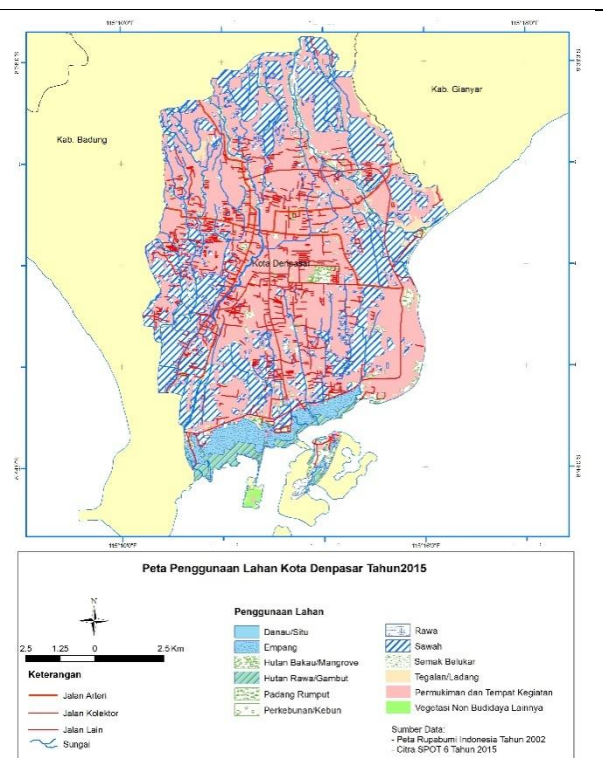 115°10'0"E
Kab. Gianyar
Kab. Badung
Kota Denpasar
Peta Penggunaan Lahan Kota Denpasar Tahun2015
N
2.5 1.25 0 2.5 Km
Keterangan
Jalan Arteri
Jalan Kolektor
Jalan Lain
Sungai
Penggunaan Lahan
Danau/Situ
Empang
Hutan Bakau/Mangrove
Hutan Rawa/Gambut
Padang Rumput
Perkebunan/Kebun
Rawa
Sawah
Semak Belukar
Tegalan/Ladang
Permukiman dan Tempat Kegiatan
Vegetasi Non Budidaya Lainnya
Sumber Data:
- Peta Rupabumi Indonesia Tahun 2002
- Citra SPOT 6 Tahun 2015